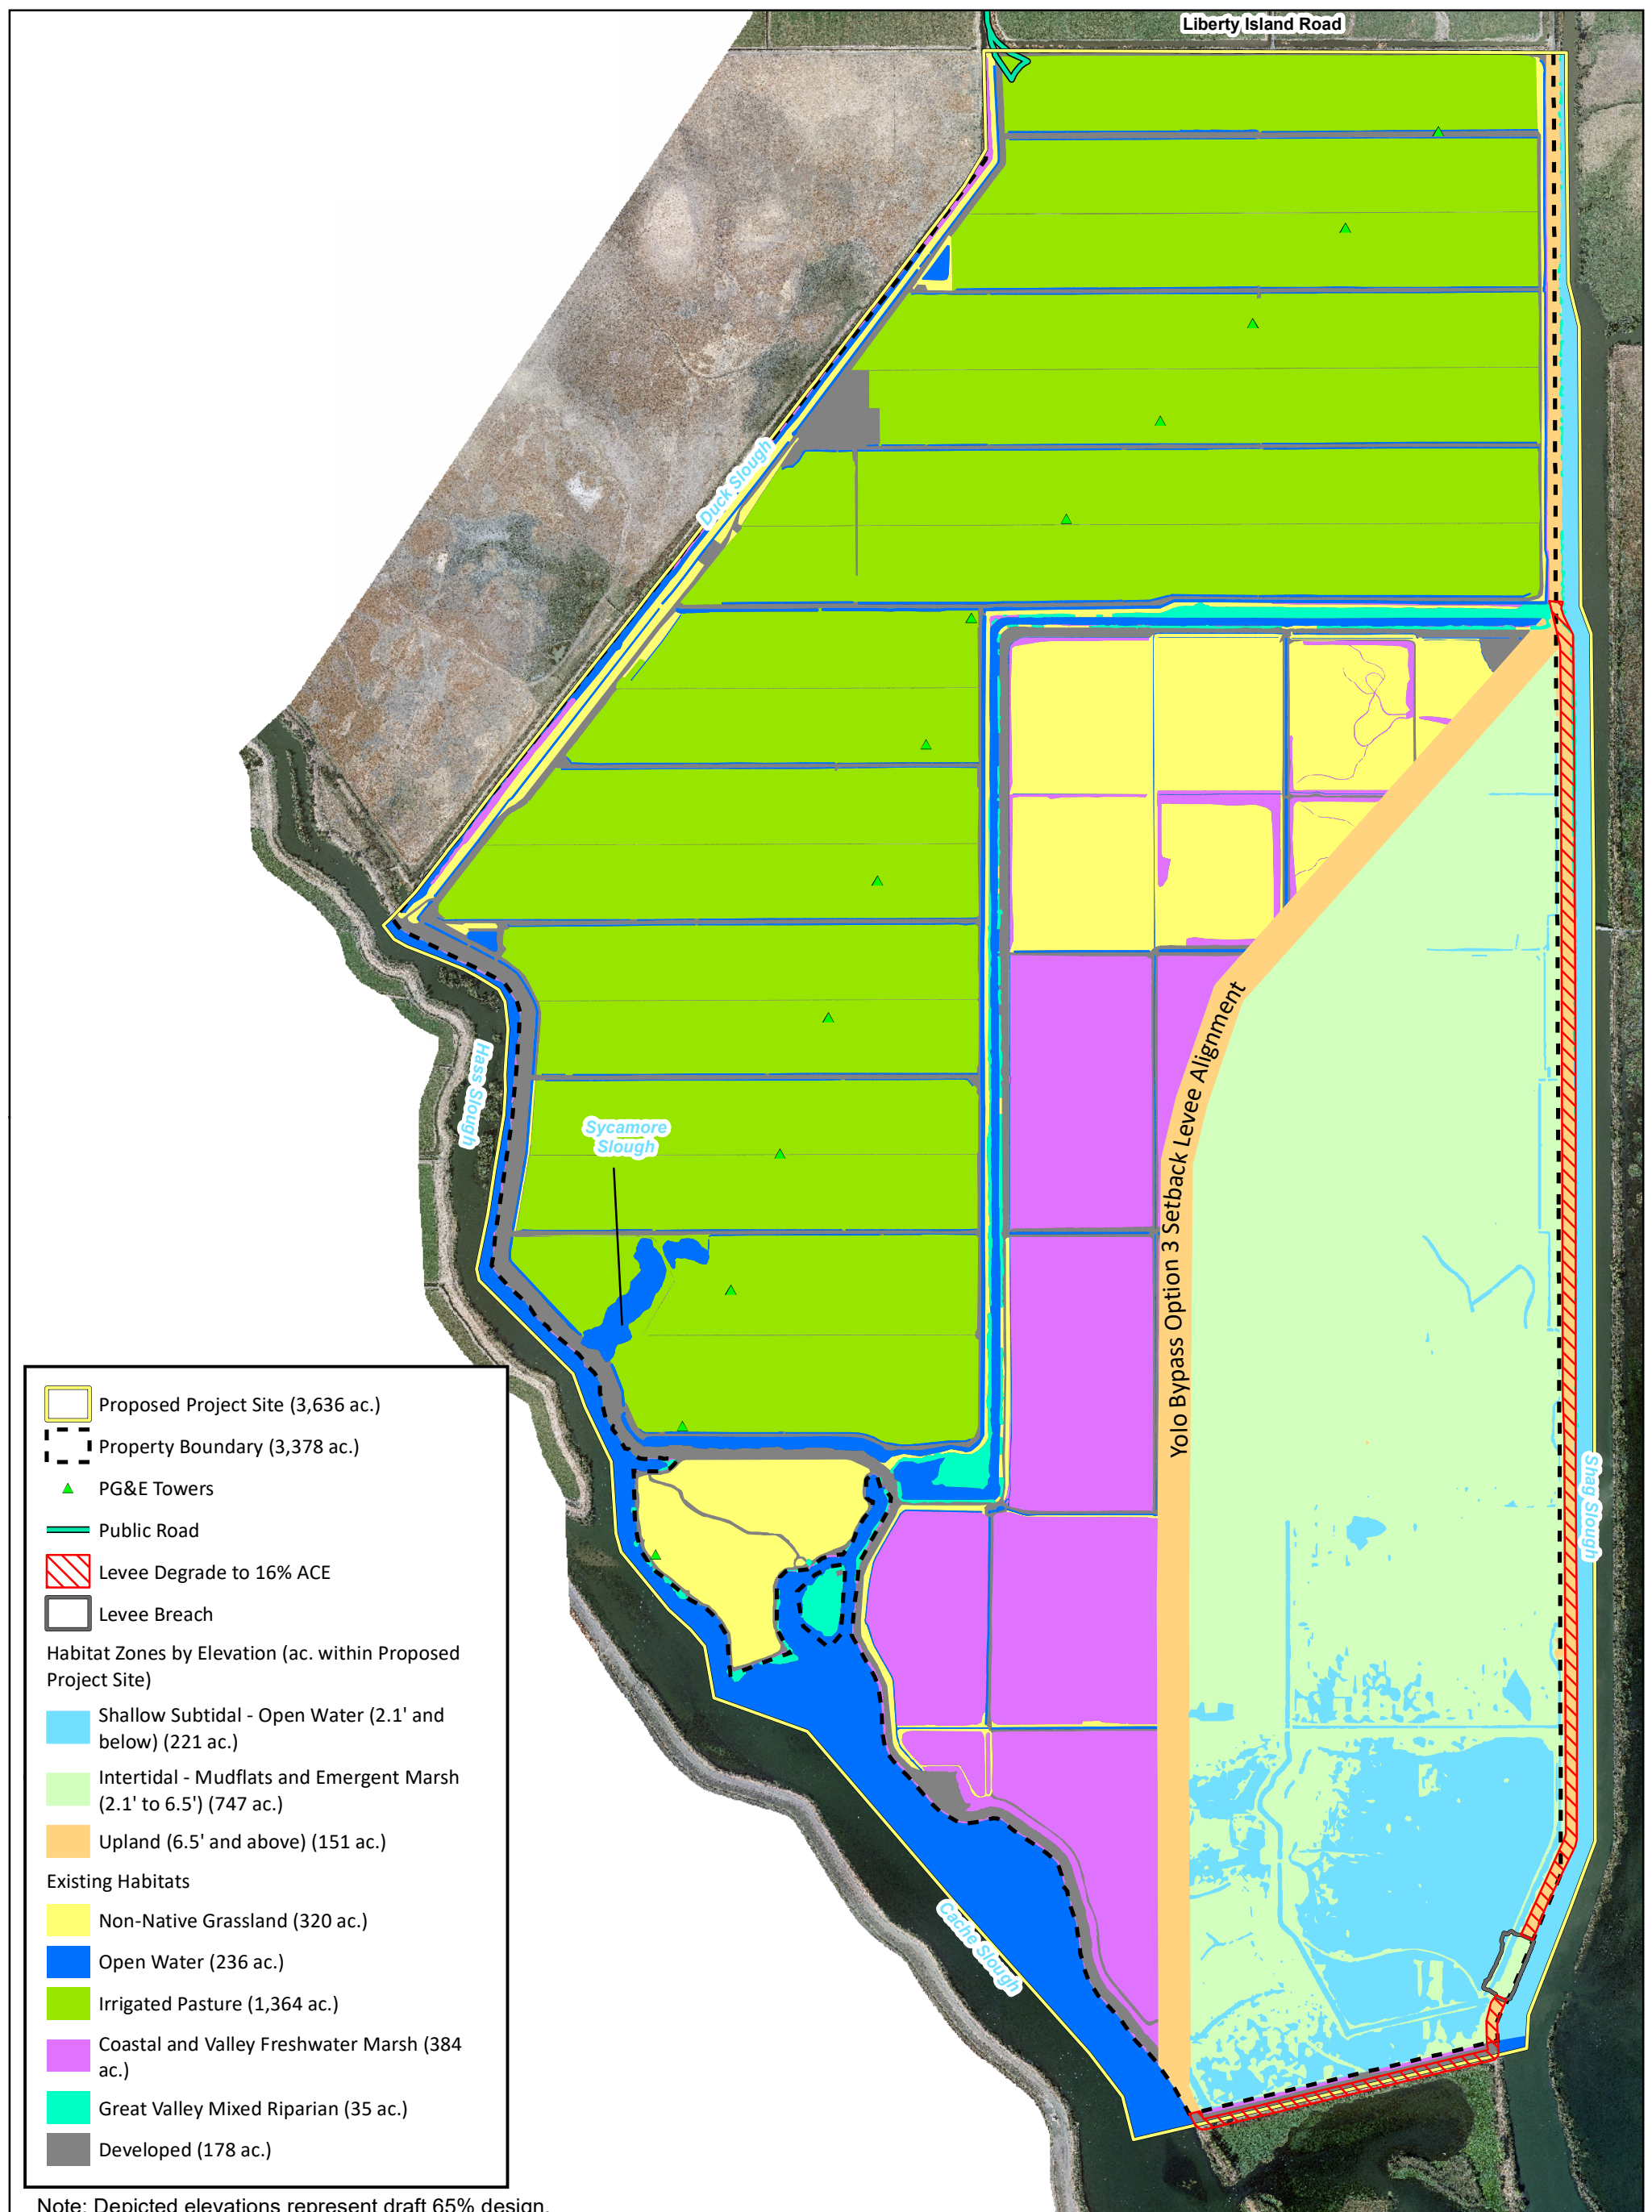 Liberty Island Road
Duck Slough
Hass Slough
Sycamore
Slough
Yolo Bypass Option 3 Setback Levee Alignment
Shag Slough
Cache Slough
Proposed Project Site (3,636 ac.)
Property Boundary (3,378 ac.)
PG&E Towers
Public Road
Levee Degrade to 16% ACE
Levee Breach
Habitat Zones by Elevation (ac. within Proposed
Project Site)
Shallow Subtidal - Open Water (2.1' and
below) (221 ac.)
Intertidal - Mudflats and Emergent Marsh
(2.1' to 6.5') (747 ac.)
Upland (6.5' and above) (151 ac.)
Existing Habitats
Non-Native Grassland (320 ac.)
Open Water (236 ac.)
Irrigated Pasture (1,364 ac.)
Coastal and Valley Freshwater Marsh (384
ac.)
Great Valley Mixed Riparian (35 ac.)
Developed (178 ac.)
Note: Depicted elevations represent draft 65% design.